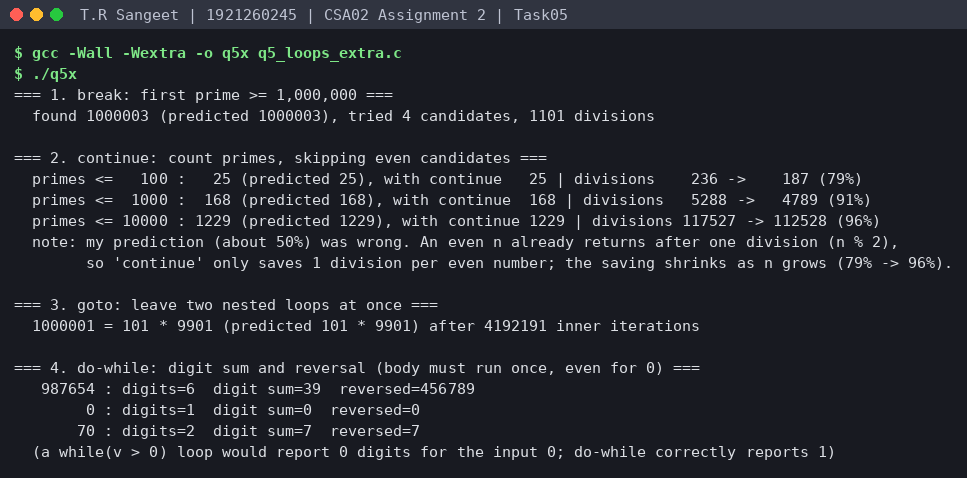 T.R Sangeet | 1921260245 | CSA02 Assignment 2 | Task05
$ gcc -Wall -Wextra -o q5x q5_loops_extra.c
$ ./q5x
=== 1. break: first prime >= 1,000,000 ===
  found 1000003 (predicted 1000003), tried 4 candidates, 1101 divisions
=== 2. continue: count primes, skipping even candidates ===
  primes <=   100 :   25 (predicted 25), with continue   25 | divisions    236 ->    187 (79%)
  primes <=  1000 :  168 (predicted 168), with continue  168 | divisions   5288 ->   4789 (91%)
  primes <= 10000 : 1229 (predicted 1229), with continue 1229 | divisions 117527 -> 112528 (96%)
  note: my prediction (about 50%) was wrong. An even n already returns after one division (n % 2),
        so 'continue' only saves 1 division per even number; the saving shrinks as n grows (79% -> 96%).
=== 3. goto: leave two nested loops at once ===
  1000001 = 101 * 9901 (predicted 101 * 9901) after 4192191 inner iterations
=== 4. do-while: digit sum and reversal (body must run once, even for 0) ===
   987654 : digits=6  digit sum=39  reversed=456789
        0 : digits=1  digit sum=0  reversed=0
       70 : digits=2  digit sum=7  reversed=7
  (a while(v > 0) loop would report 0 digits for the input 0; do-while correctly reports 1)